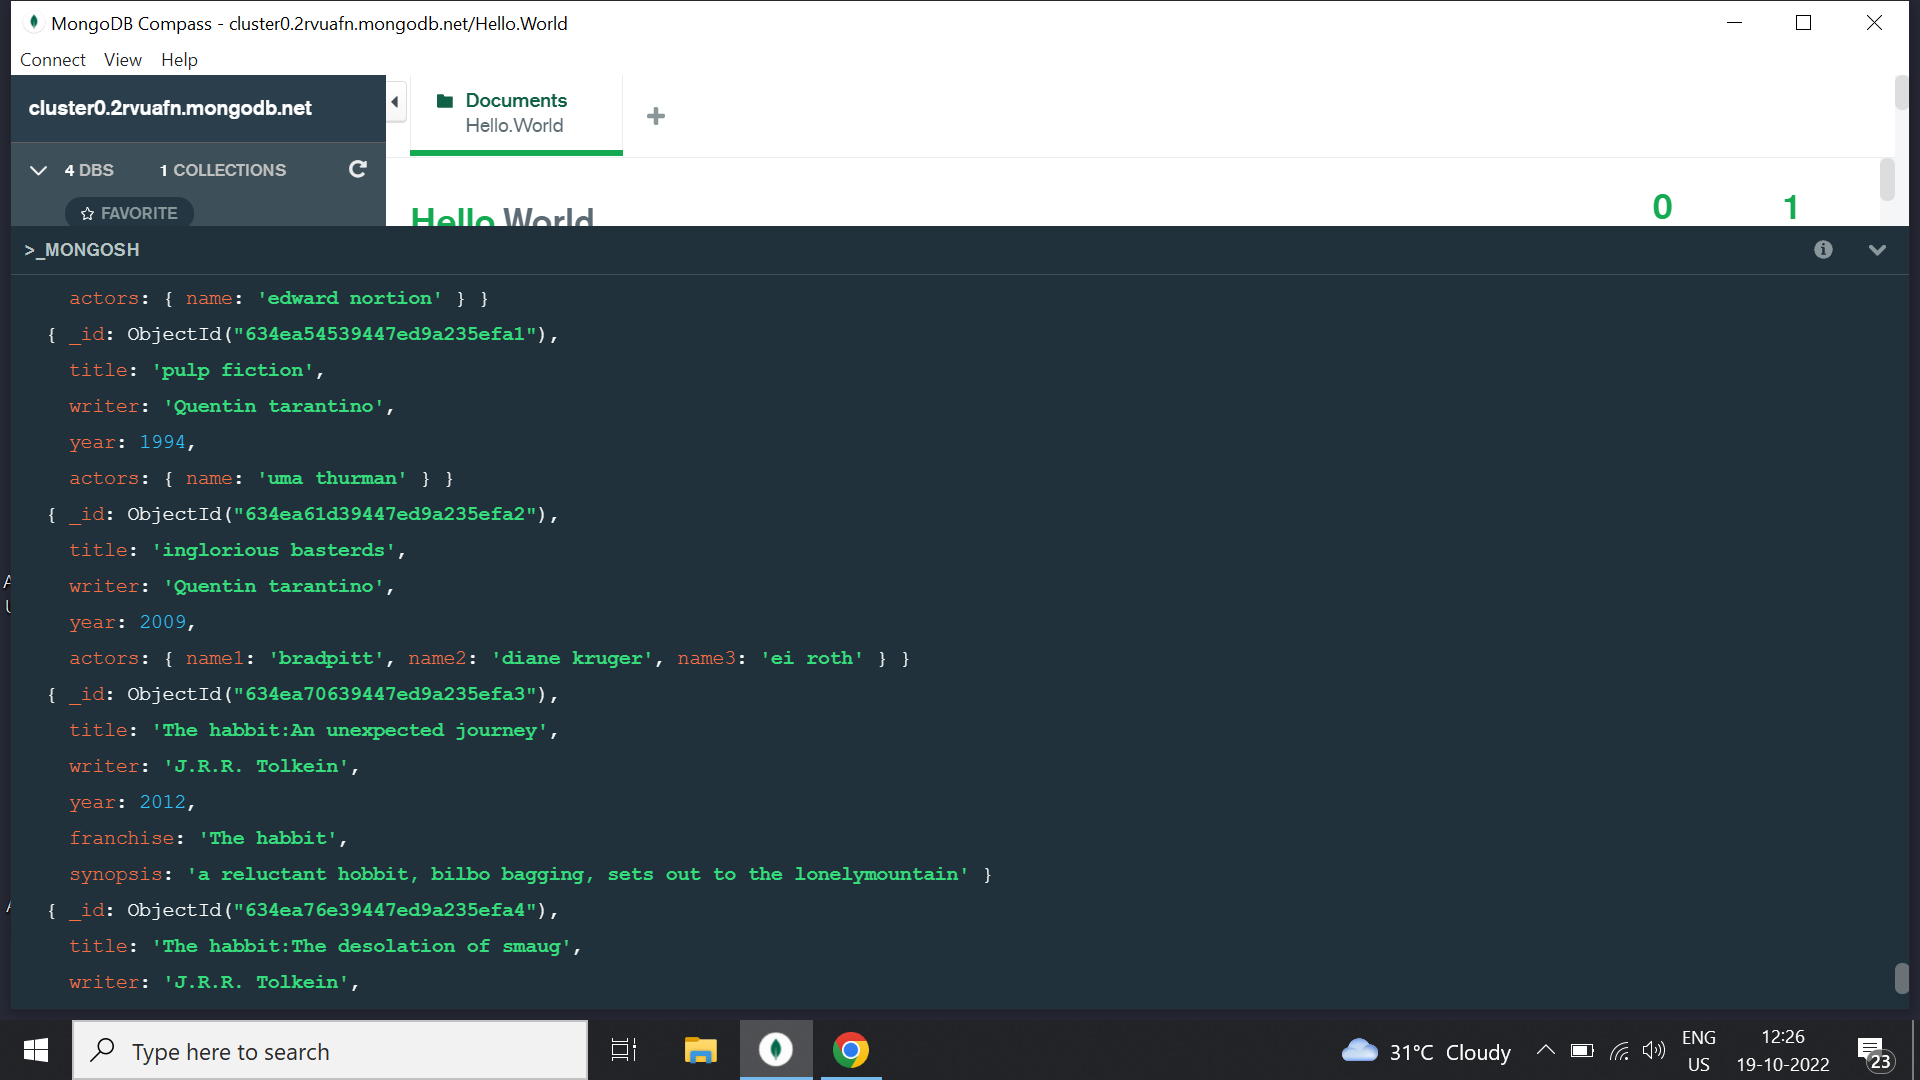 MongoDB Compass - cluster0.2rvuafn.mongodb.net/Hello.World
Connect View Help
cluster0.2rvuafn.mongodb.net
Documents
Hello.World
4 DBS 1 COLLECTIONS
FAVORITE
Hello.World
0 1
>_MONGOSH
actors: { name: 'edward nortion' } }
{ _id: ObjectId("634ea54539447ed9a235efa1"),
title: 'pulp fiction',
writer: 'Quentin tarantino',
year: 1994,
actors: { name: 'uma thurman' } }
{ _id: ObjectId("634ea61d39447ed9a235efa2"),
title: 'inglorious basterds',
writer: 'Quentin tarantino',
year: 2009,
actors: { name1: 'bradpitt', name2: 'diane kruger', name3: 'ei roth' } }
{ _id: ObjectId("634ea70639447ed9a235efa3"),
title: 'The habbit:An unexpected journey',
writer: 'J.R.R. Tolkein',
year: 2012,
franchise: 'The habbit',
synopsis: 'a reluctant hobbit, bilbo bagging, sets out to the lonelymountain' }
{ _id: ObjectId("634ea76e39447ed9a235efa4"),
title: 'The habbit:The desolation of smaug',
writer: 'J.R.R. Tolkein',
Type here to search
31°C Cloudy
ENG
US
12:26
19-10-2022
23